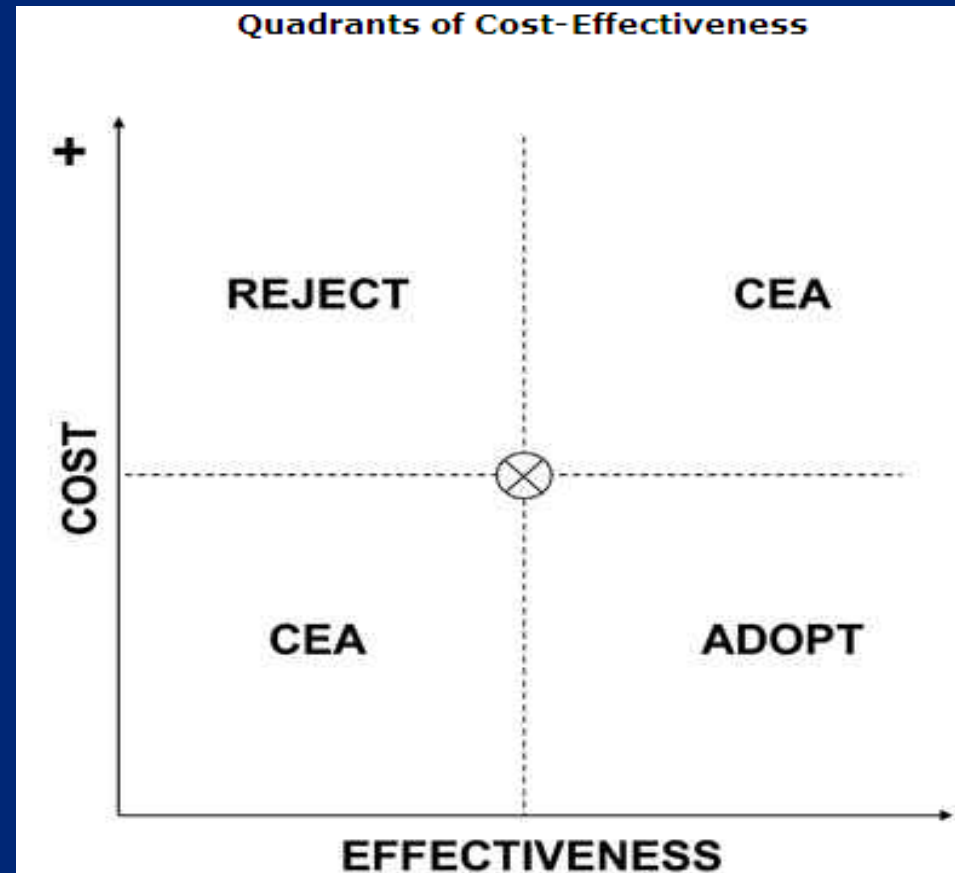 Quadrants of Cost-Effectiveness
+
REJECT
CEA
COST
CEA
ADOPT
EFFECTIVENESS